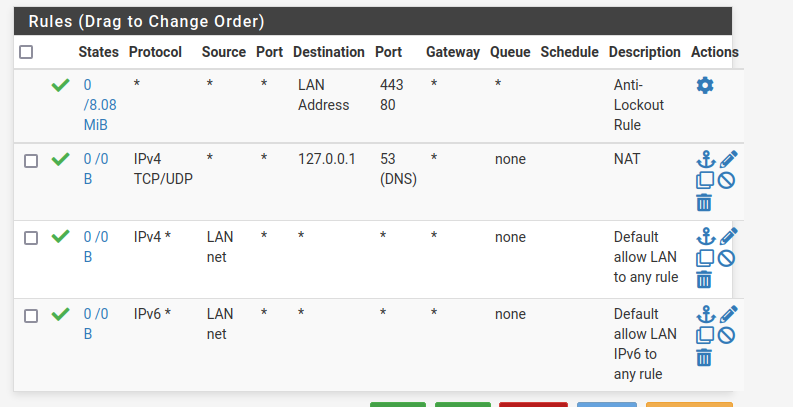 Rules (Drag to Change Order)
States Protocol Source Port Destination Port Gateway Queue Schedule Description Actions
0 /8.08 MiB * * * LAN Address 443 80 * * Anti-Lockout Rule
0 /0 B IPv4 TCP/UDP * * 127.0.0.1 53 (DNS) * none NAT
0 /0 B IPv4 * LAN net * * * * none Default allow LAN to any rule
0 /0 B IPv6 * LAN net * * * * none Default allow LAN IPv6 to any rule